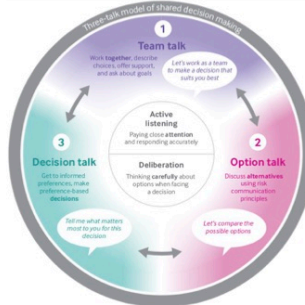 Three-talk model of shared decision making
1
Team talk
Work together, describe
choices, offer support,
and ask about goals
Let's work as a team
to make a decision that
suits you best
Active
listening
Paying close attention
and responding accurately
3
Decision talk
Get to informed
preferences, make
preference-based
decisions
Tell me what matters
most to you for this
decision
Deliberation
Thinking carefully about
options when facing
a decision
2
Option talk
Discuss alternatives
using risk
communication
principles
Let's compare the
possible options